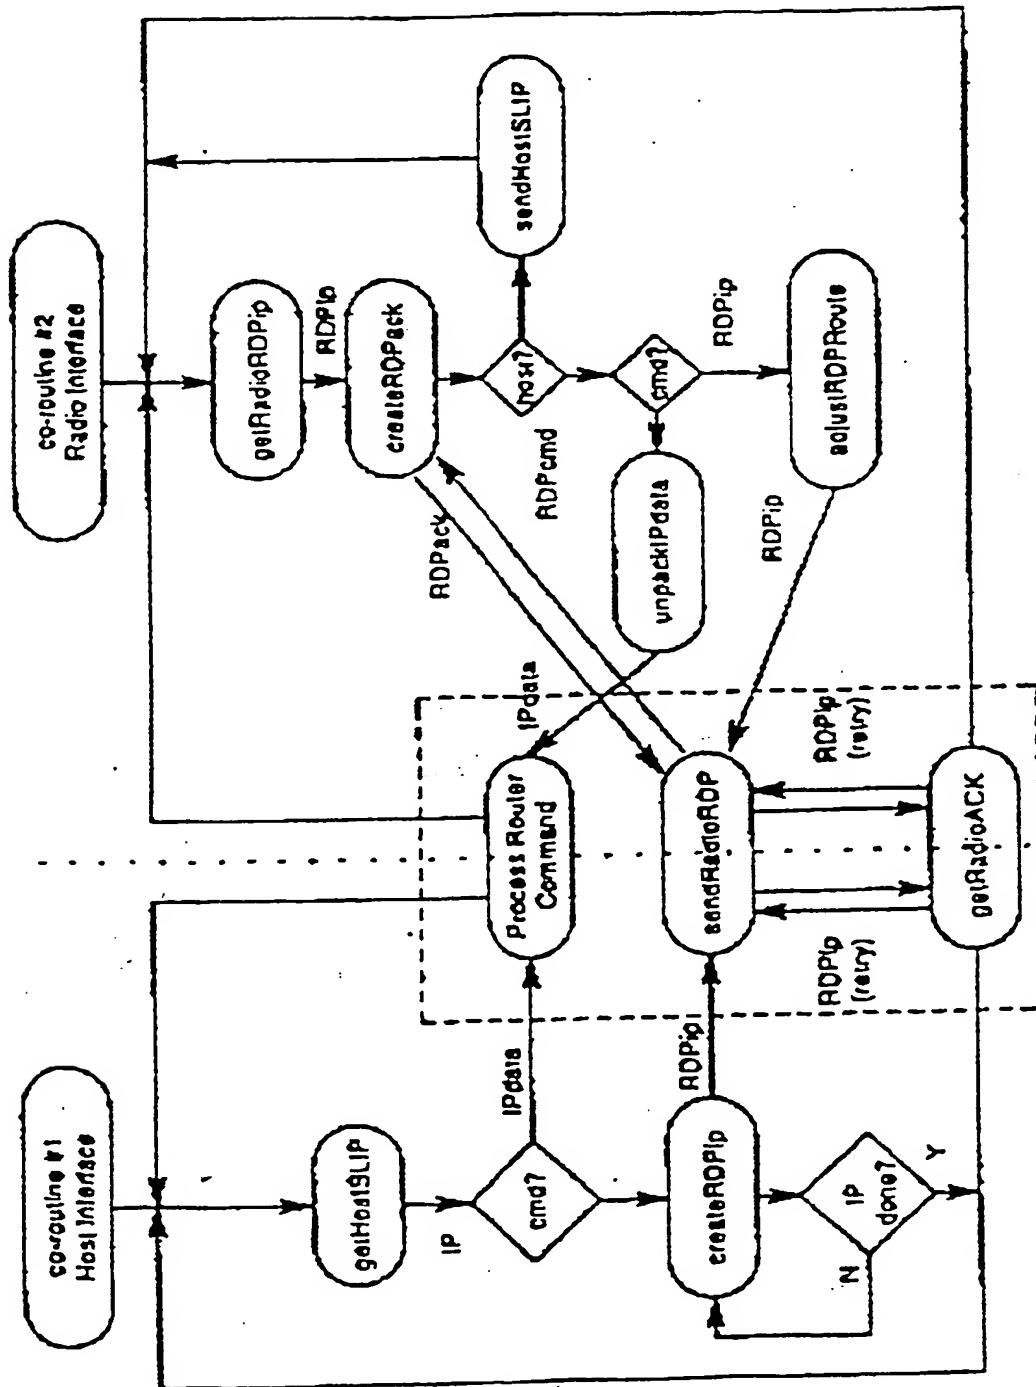 co-routine #1
Host Interface
getHostSLIP
IP
cmd?
IPdata
createRDPip
RDPip
IP
done?
N
Y
Process Router
Command
sendRadioRDP
RDPip
(retry)
RDPip
(retry)
getRadioACK
co-routine #2
Radio Interface
getRadioRDPip
RDPip
createRDPack
RDPack
host?
sendHostSLIP
RDPcmd
cmd?
RDPip
unpackIPdata
IPdata
adjustRDPRoute
RDPip